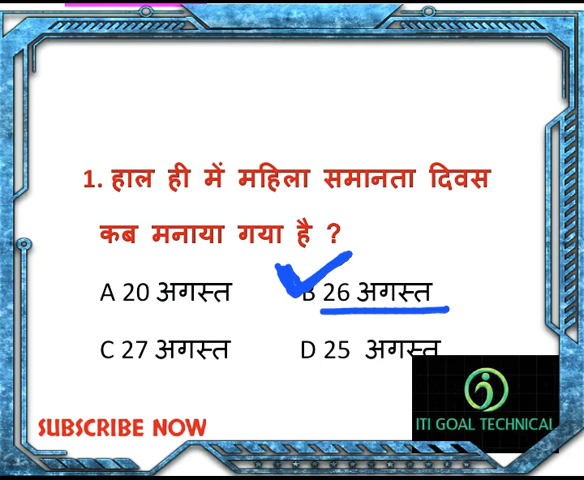 1. हाल ही में महिला समानता दिवस
कब मनाया गया है ?
A 20 अगस्त B 26 अगस्त
C 27 अगस्त D 25 अगस्त
SUBSCRIBE NOW
ITI GOAL TECHNICAL